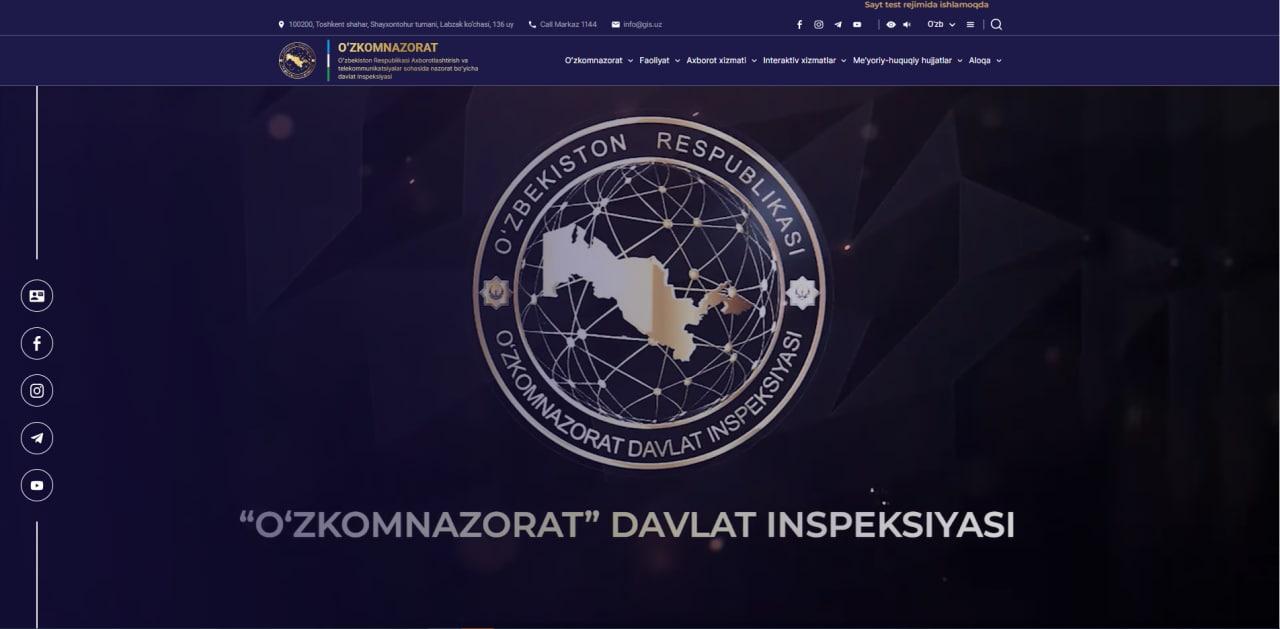 Sayt test rejimida ishlamoqda
100200, Toshkent shahar, Shayxontohur tumani, Labzak ko'chasi, 136 uy Call Markaz 1144 info@gis.uz O'zb
O'ZKOMNAZORAT
O'zbekiston Respublikasi Axborotlashtirish va
telekommunikatsiyalar sohasida nazorat bo'yicha
davlat inspeksiyasi
O'zkomnazorat Faoliyat Axborot xizmati Interaktiv xizmatlar Me'yoriy-huquqiy hujjatlar Aloqa
O'ZBEKISTON RESPUBLIKASI
O'ZKOMNAZORAT DAVLAT INSPEKSIYASI
“O‘ZKOMNAZORAT” DAVLAT INSPEKSIYASI